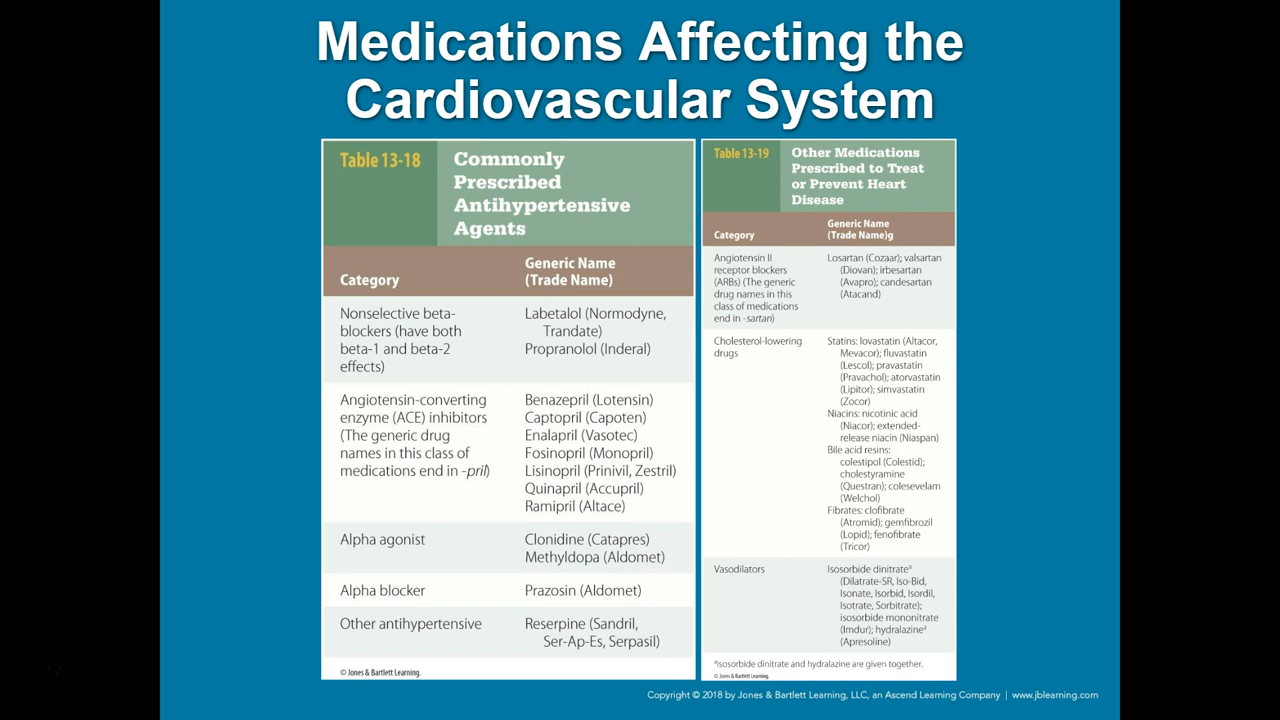 Medications Affecting the
Cardiovascular System
Table 13-18
Commonly
Prescribed
Antihypertensive
Agents
Category
Generic Name
(Trade Name)
Nonselective beta-
blockers (have both
beta-1 and beta-2
effects)
Labetalol (Normodyne,
Trandate)
Propranolol (Inderal)
Angiotensin-converting
enzyme (ACE) inhibitors
(The generic drug
names in this class of
medications end in -pril)
Benazepril (Lotensin)
Captopril (Capoten)
Enalapril (Vasotec)
Fosinopril (Monopril)
Lisinopril (Prinivil, Zestril)
Quinapril (Accupril)
Ramipril (Altace)
Alpha agonist
Clonidine (Catapres)
Methyldopa (Aldomet)
Alpha blocker
Prazosin (Aldomet)
Other antihypertensive
Reserpine (Sandril,
Ser-Ap-Es, Serpasil)
© Jones & Bartlett Learning.
Table 13-19
Other Medications
Prescribed to Treat
or Prevent Heart
Disease
Category
Generic Name
(Trade Name)g
Angiotensin II
receptor blockers
(ARBs) (The generic
drug names in this
class of medications
end in -sartan)
Losartan (Cozaar); valsartan
(Diovan); irbesartan
(Avapro); candesartan
(Atacand)
Cholesterol-lowering
drugs
Statins: lovastatin (Altacor,
Mevacor); fluvastatin
(Lescol); pravastatin
(Pravachol); atorvastatin
(Lipitor); simvastatin
(Zocor)
Niacins: nicotinic acid
(Niacor); extended-
release niacin (Niaspan)
Bile acid resins:
colestipol (Colestid);
cholestyramine
(Questran); colesevelam
(Welchol)
Fibrates: clofibrate
(Atromid); gemfibrozil
(Lopid); fenofibrate
(Tricor)
Vasodilators
Isosorbide dinitrateᵃ
(Dilatrate-SR, Iso-Bid,
Isonate, Isorbid, Isordil,
Isotrate, Sorbitrate);
isosorbide mononitrate
(Imdur); hydralazineᵃ
(Apresoline)
ᵃIsosorbide dinitrate and hydralazine are given together.
© Jones & Bartlett Learning.
Copyright © 2018 by Jones & Bartlett Learning, LLC, an Ascend Learning Company | www.jblearning.com